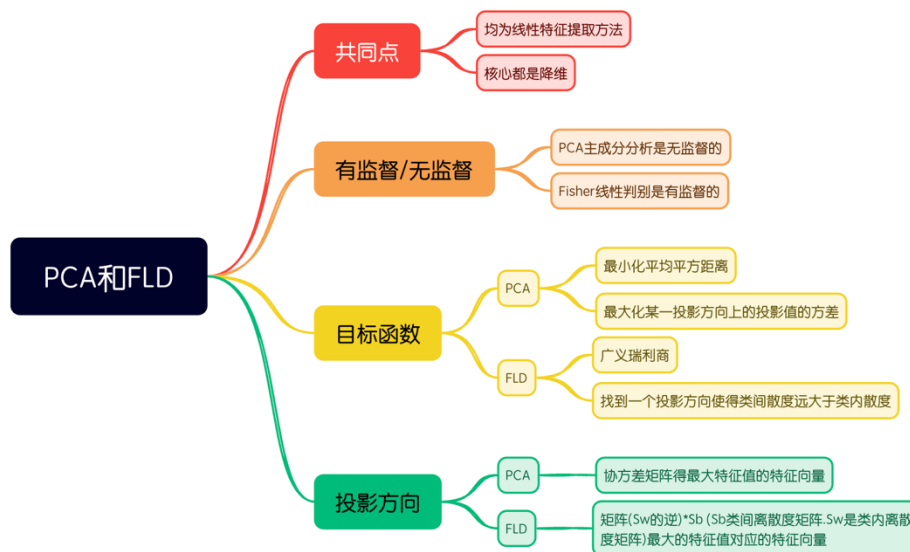 PCA和FLD
共同点
均为线性特征提取方法
核心都是降维
有监督/无监督
PCA主成分分析是无监督的
Fisher线性判别是有监督的
目标函数
PCA
最小化平均平方距离
最大化某一投影方向上的投影值的方差
FLD
广义瑞利商
找到一个投影方向使得类间散度远大于类内散度
投影方向
PCA
协方差矩阵得最大特征值的特征向量
FLD
矩阵(Sw的逆)*Sb (Sb类间离散度矩阵.Sw是类内离散
度矩阵)最大的特征值对应的特征向量